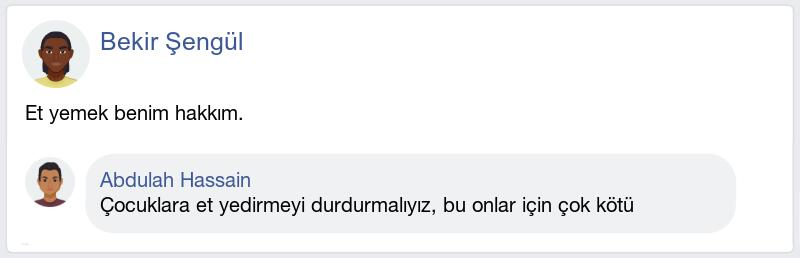 Bekir Şengül
Et yemek benim hakkım.
Abdulah Hassain
Çocuklara et yedirmeyi durdurmalıyız, bu onlar için çok kötü